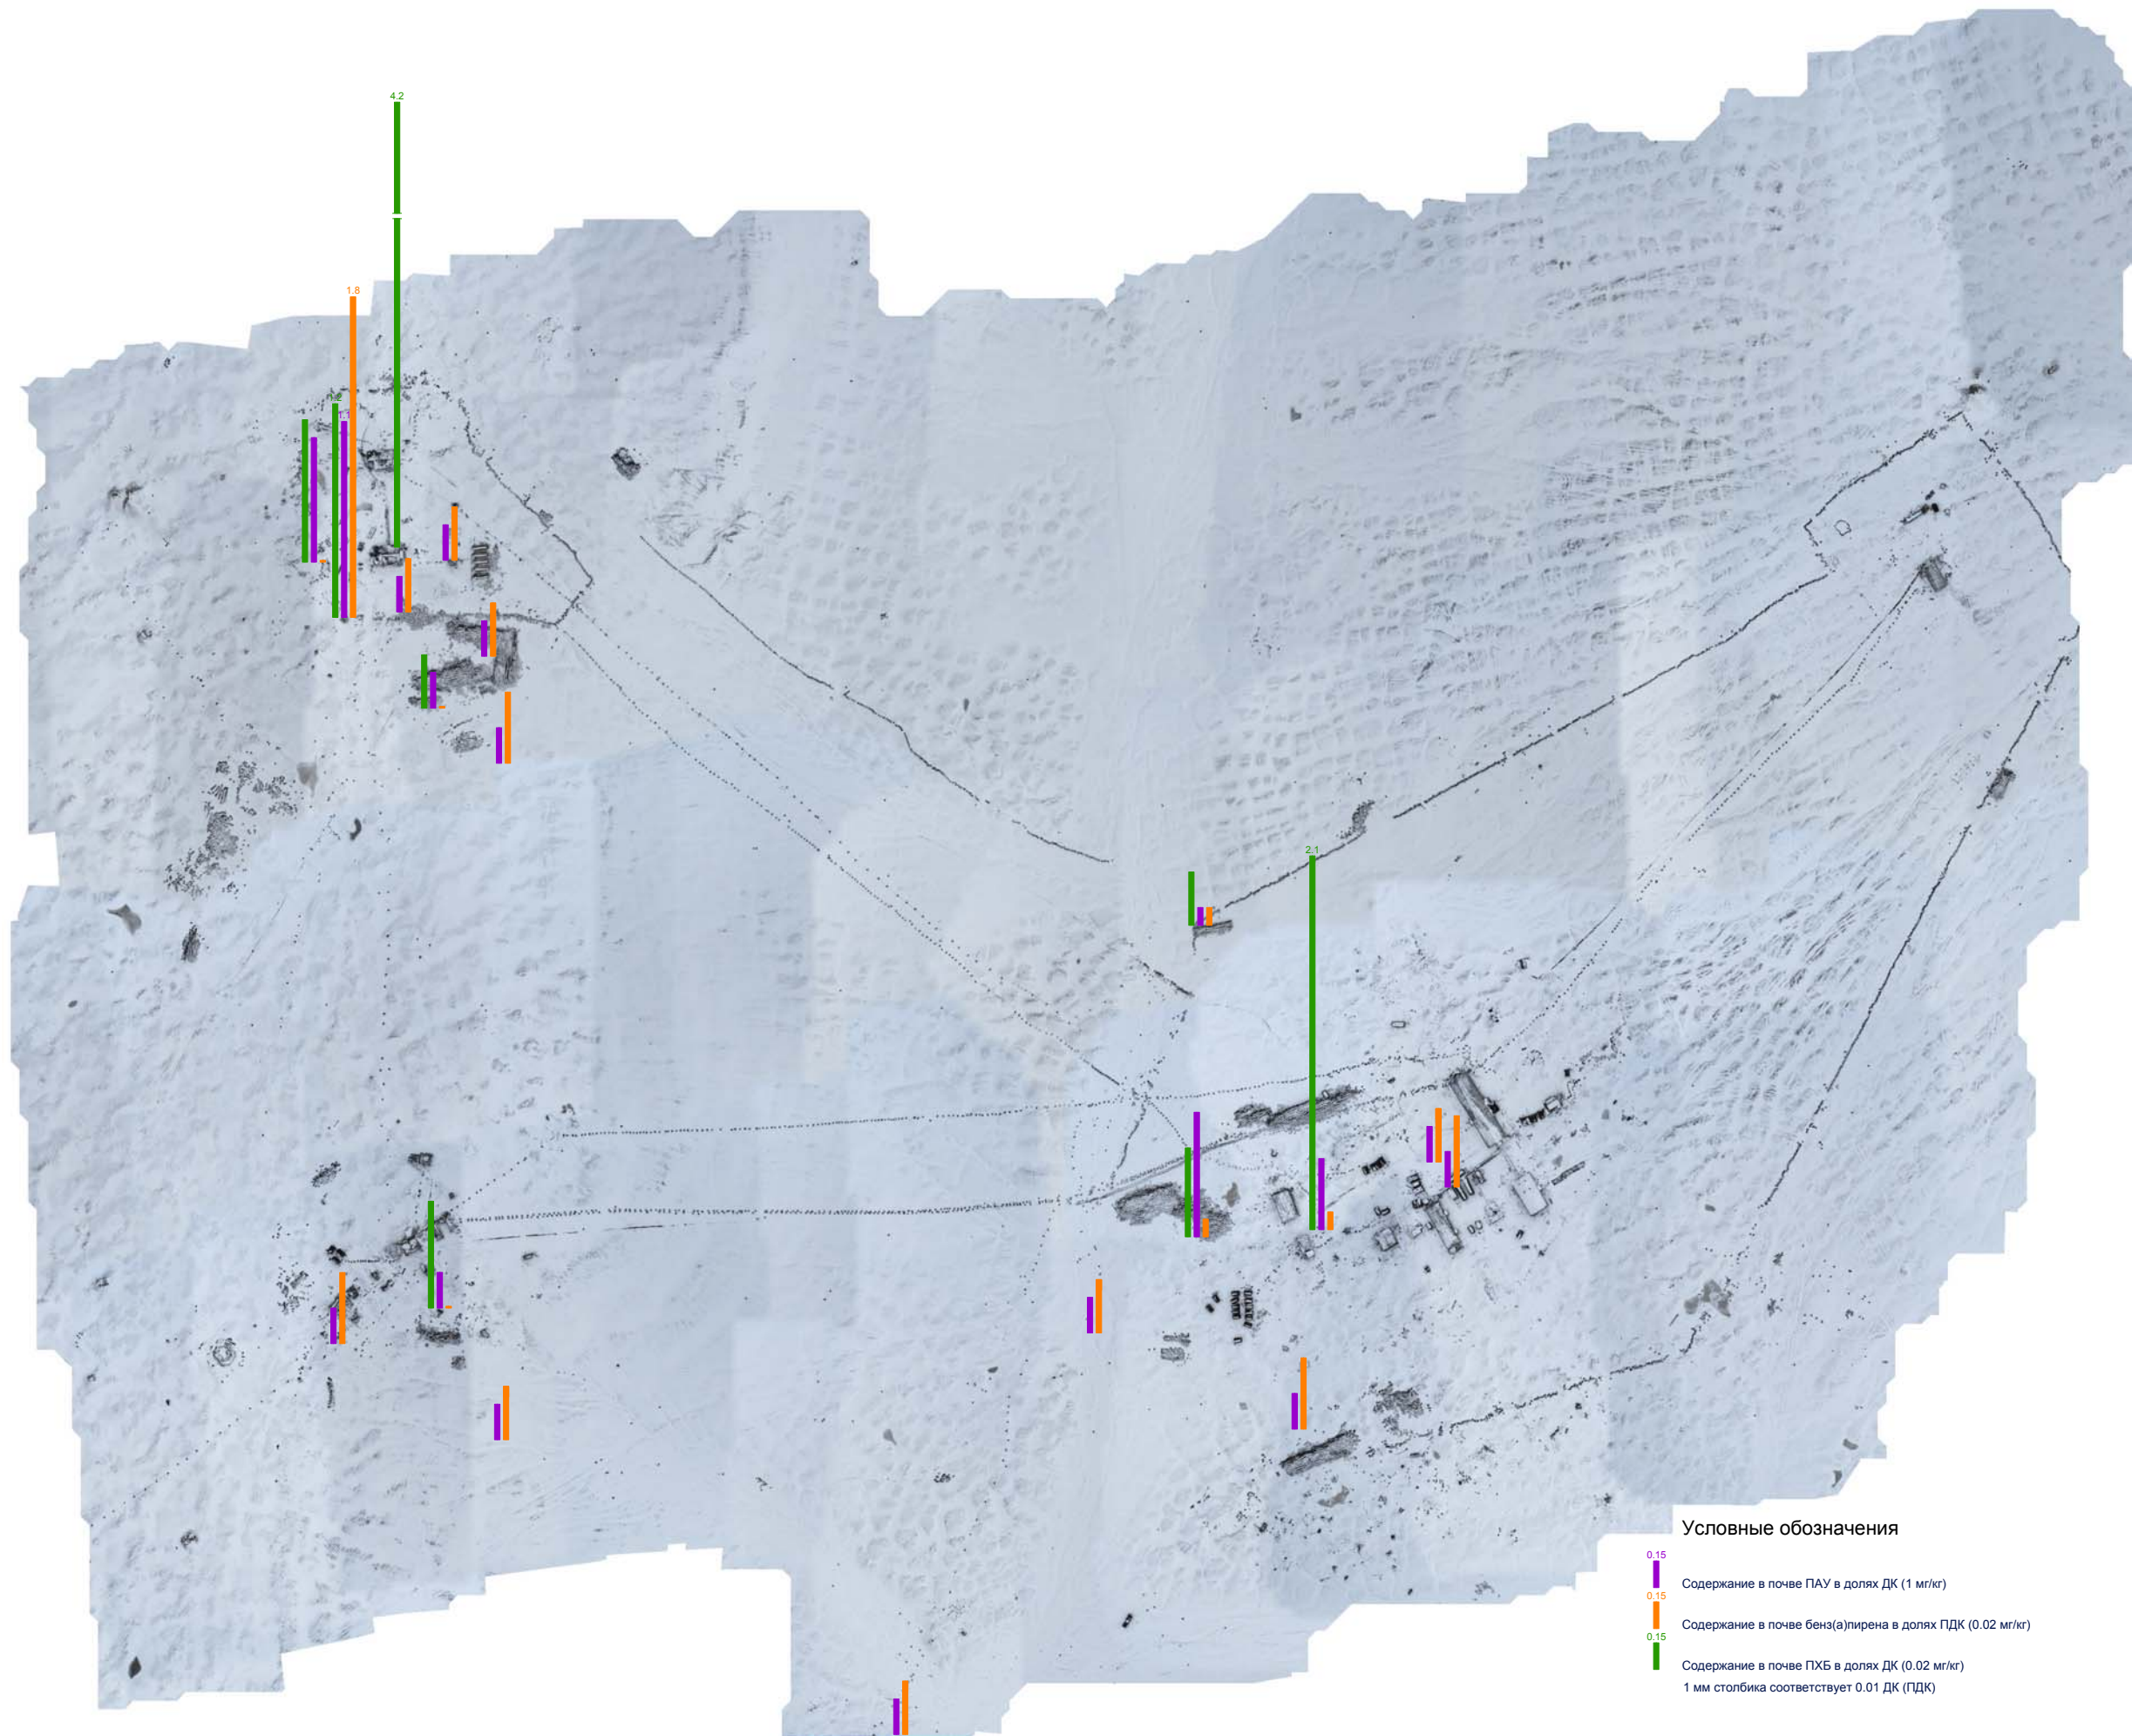 4.2
1.8
1.1
2.1
Условные обозначения
0.15
Содержание в почве ПАУ в долях ДК (1 мг/кг)
0.15
Содержание в почве бенз(а)пирена в долях ПДК (0.02 мг/кг)
0.15
Содержание в почве ПХБ в долях ДК (0.02 мг/кг)
1 мм столбика соответствует 0.01 ДК (ПДК)